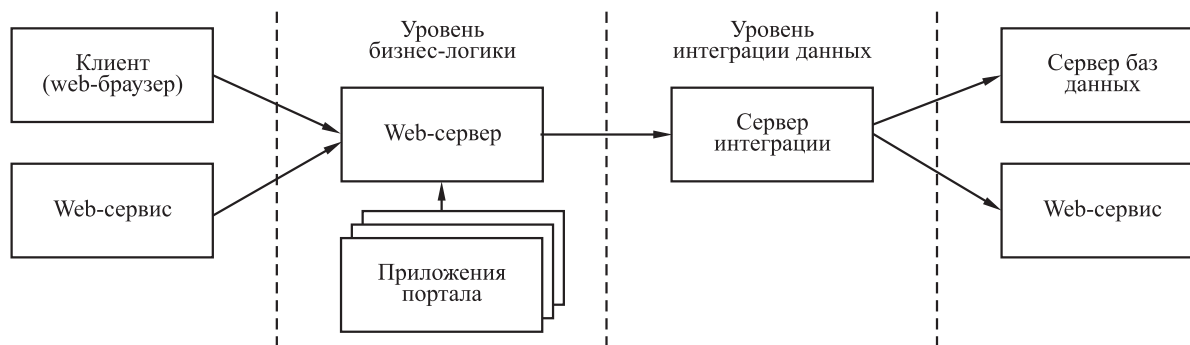 Клиент
(web-браузер)
Web-сервис
Уровень
бизнес-логики
Web-сервер
Приложения
портала
Уровень
интеграции данных
Сервер
интеграции
Сервер баз
данных
Web-сервис